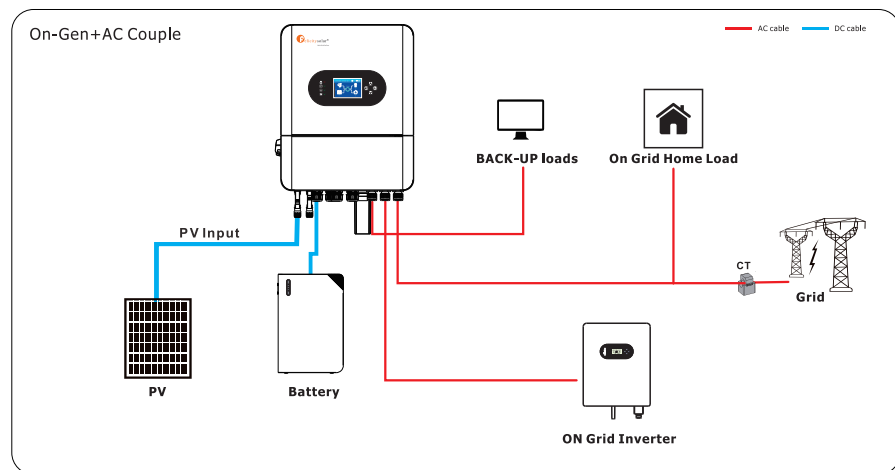 On-Gen+AC Couple
AC cable
DC cable
BACK-UP loads
On Grid Home Load
PV Input
CT
Grid
PV
Battery
ON Grid Inverter